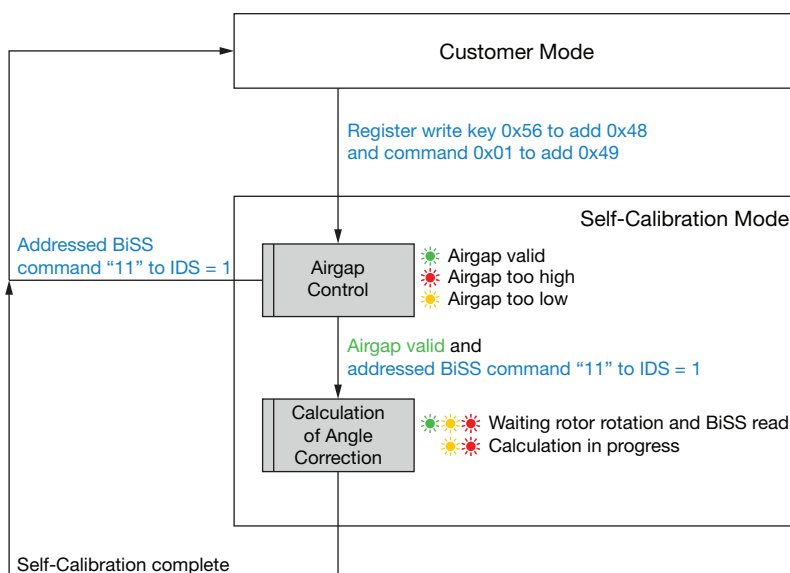 Customer Mode
Register write key 0x56 to add 0x48
and command 0x01 to add 0x49
Self-Calibration Mode
Addressed BiSS
command “11” to IDS = 1
Airgap
Control
Airgap valid
Airgap too high
Airgap too low
Airgap valid and
addressed BiSS command “11” to IDS = 1
Calculation
of Angle
Correction
Waiting rotor rotation and BiSS read
Calculation in progress
Self-Calibration complete